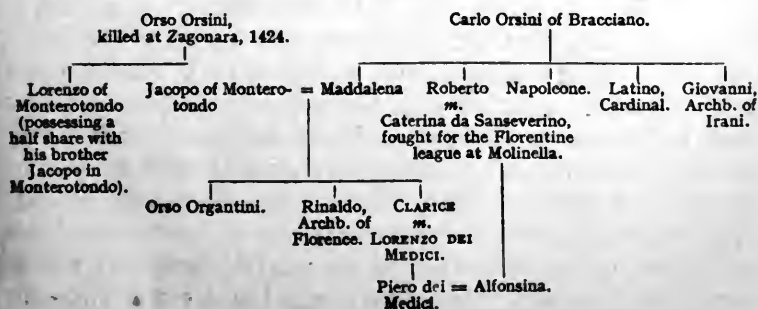 Orso Orsini,
killed at Zagonara, 1424.
Carlo Orsini of Bracciano.
Lorenzo of
Monterotondo
(possessing a
half share with
his brother
Jacopo in
Monterotondo).
Jacopo of Montero-
tondo
= Maddalena
Roberto
m.
Caterina da Sanseverino,
fought for the Florentine
league at Molinella.
Napoleone.
Latino,
Cardinal.
Giovanni,
Archb. of
Irani.
Orso Organtini.
Rinaldo,
Archb. of
Florence.
CLARICE
m.
LORENZO DEI
MEDICI.
Piero dei = Alfonsina.
Medici.